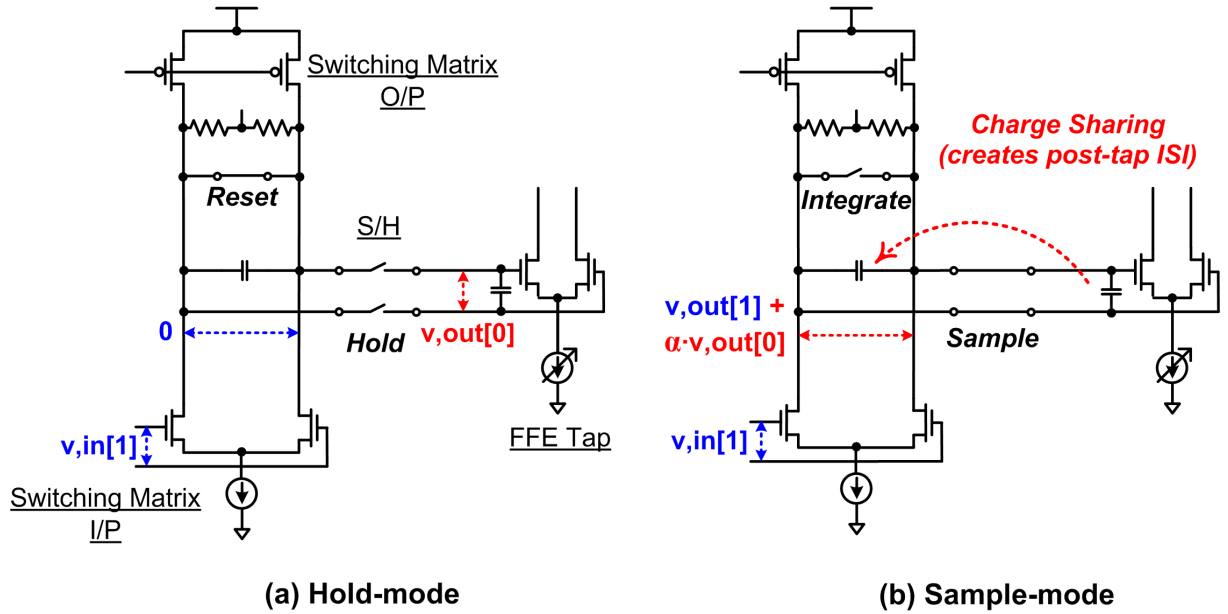 Switching Matrix
O/P
Reset
S/H
0
Hold
v,out[0]
v,in[1]
FFE Tap
Switching Matrix
I/P
(a) Hold-mode
Charge Sharing
(creates post-tap ISI)
Integrate
v,out[1] +
α·v,out[0]
Sample
v,in[1]
(b) Sample-mode